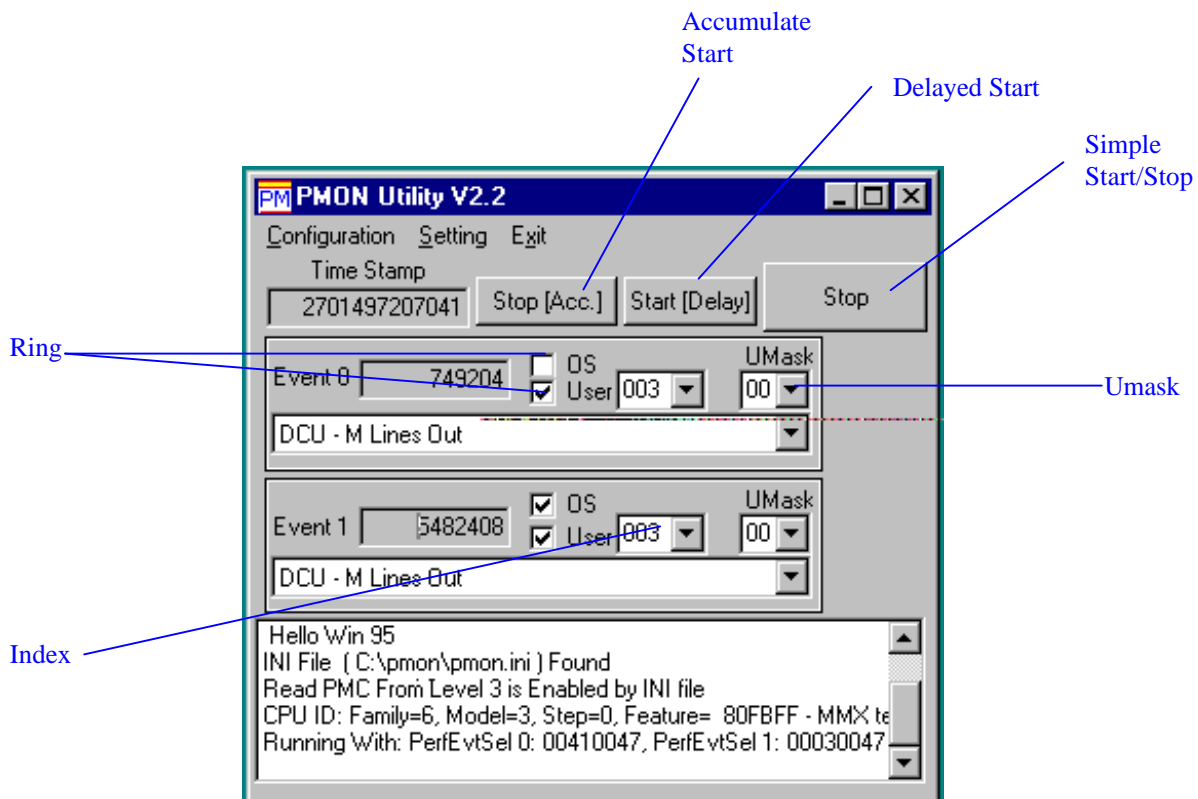 Accumulate
Start
Delayed Start
Simple
Start/Stop
PM PMON Utility V2.2
Configuration Setting Exit
Time Stamp
2701497207041 Stop [Acc.] Start [Delay] Stop
Ring
Event 0 749204 OS User 003 UMask 00
Umask
DCU - M Lines Out
Event 1 5482408 OS User 003 UMask 00
DCU - M Lines Out
Index
Hello Win 95
INI File ( C:\pmon\pmon.ini ) Found
Read PMC From Level 3 is Enabled by INI file
CPU ID: Family=6, Model=3, Step=0, Feature= 80FBFF - MMX te
Running With: PerfEvtSel 0: 00410047, PerfEvtSel 1: 00030047